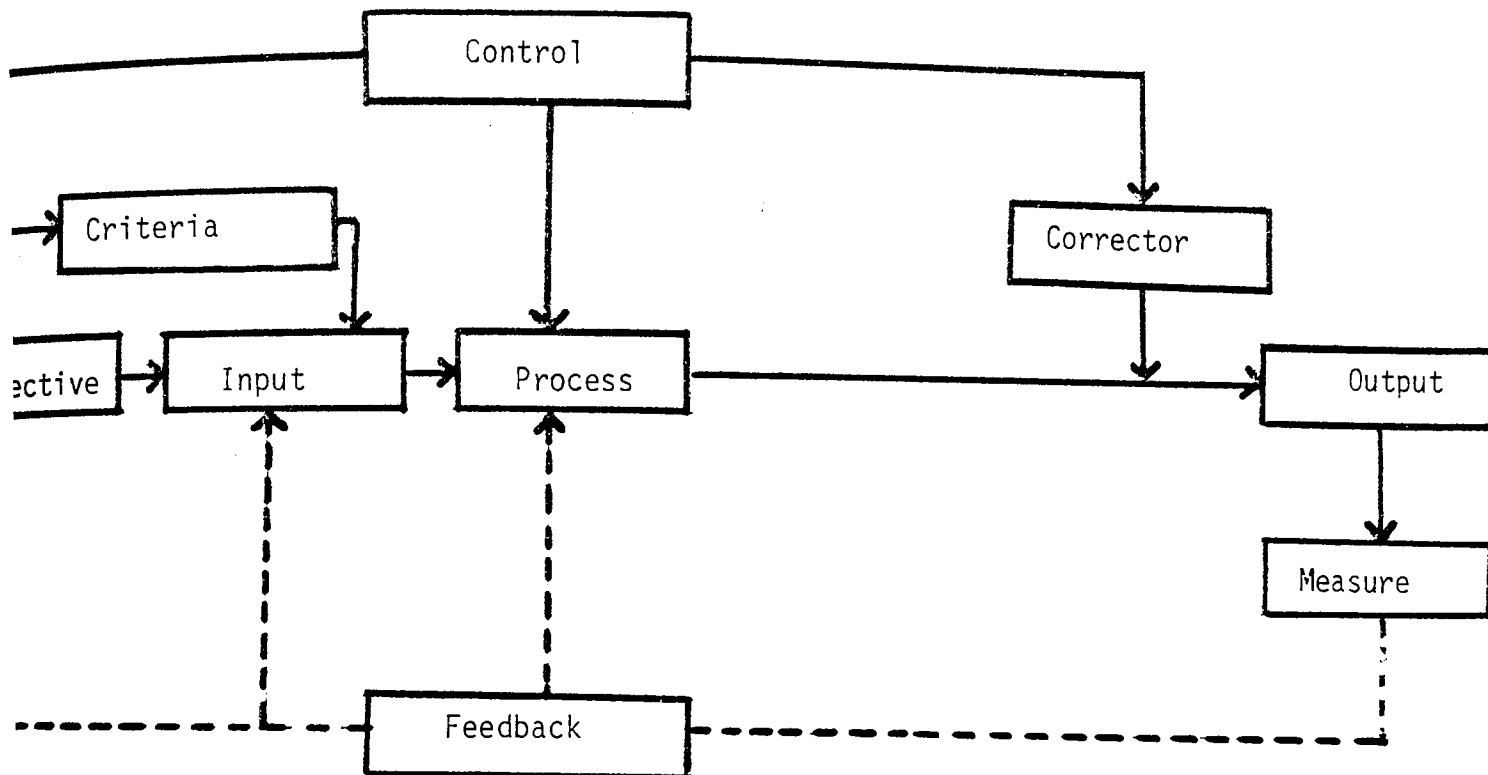 Control
Criteria
Corrector
ective
Input
Process
Output
Measure
Feedback